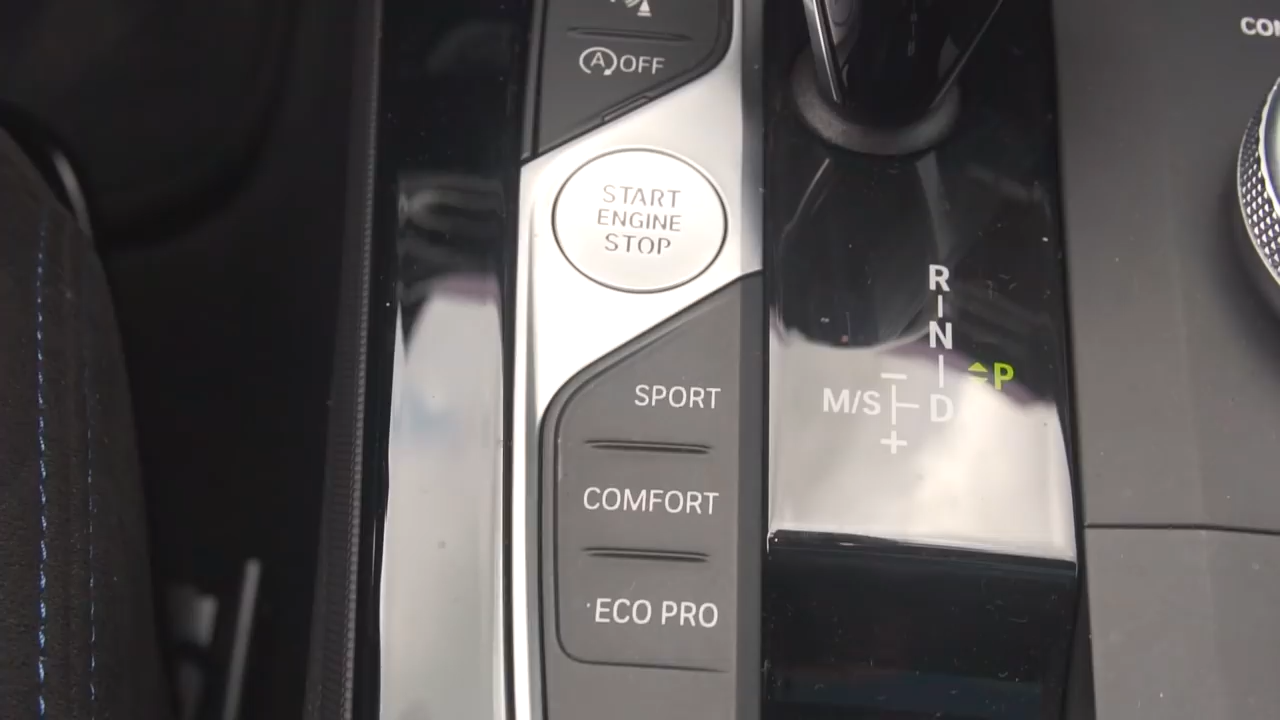 (A) OFF
START
ENGINE
STOP
R
N
P
M/S
D
+
SPORT
COMFORT
ECO PRO